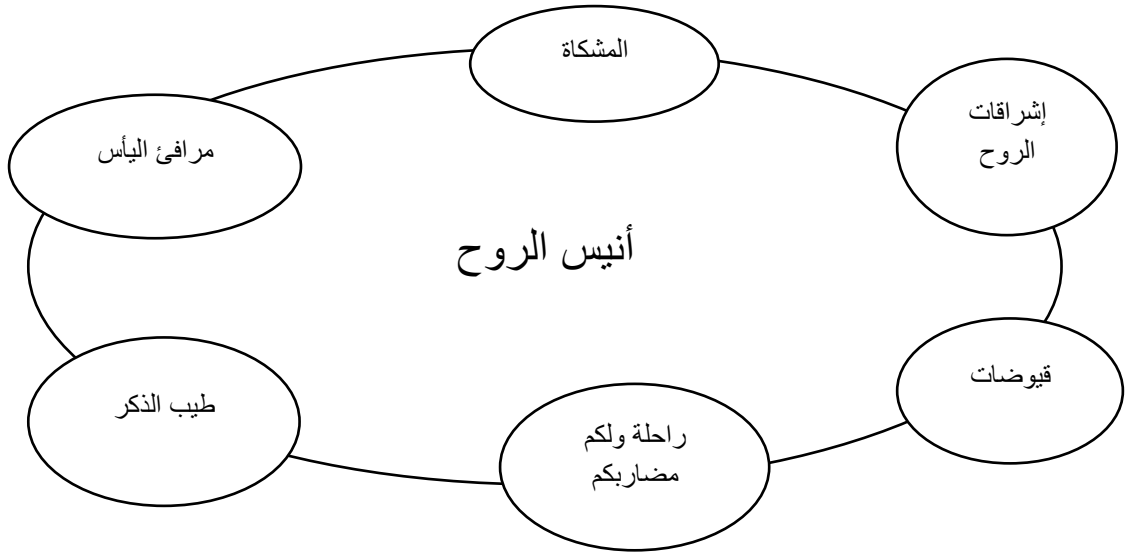 المشكاة
إشراقات
الروح
مرافئ اليأس
أنيس الروح
قيوضات
طيب الذكر
راحلة ولكم
مضاربكم